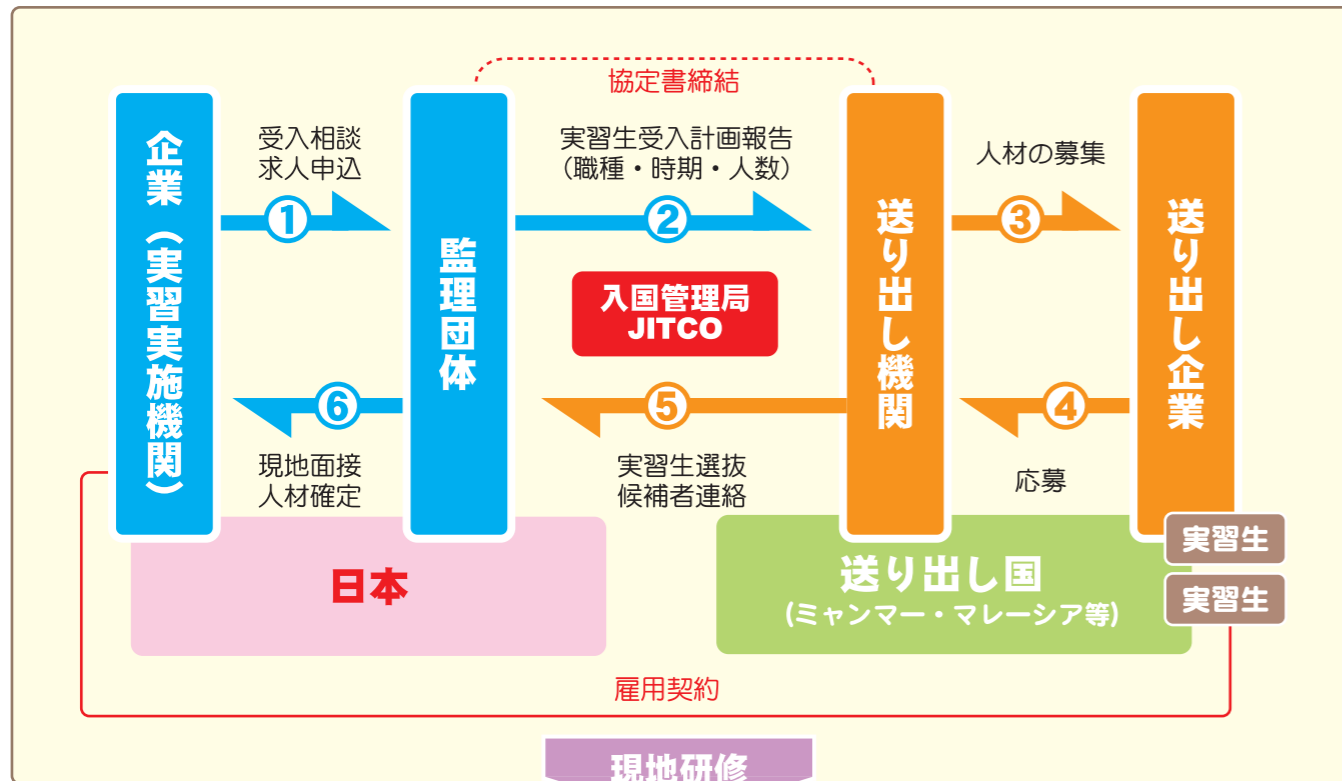 協定書締結
企業（実習実施機関）
受入相談
求人申込
①
監理団体
実習生受入計画報告
（職種・時期・人数）
②
送り出し機関
人材の募集
③
送り出し企業
入国管理局
JITCO
⑥
現地面接
人材確定
⑤
実習生選抜
候補者連絡
④
応募
実習生
実習生
日本
送り出し国
(ミャンマー・マレーシア等)
雇用契約
現地研修